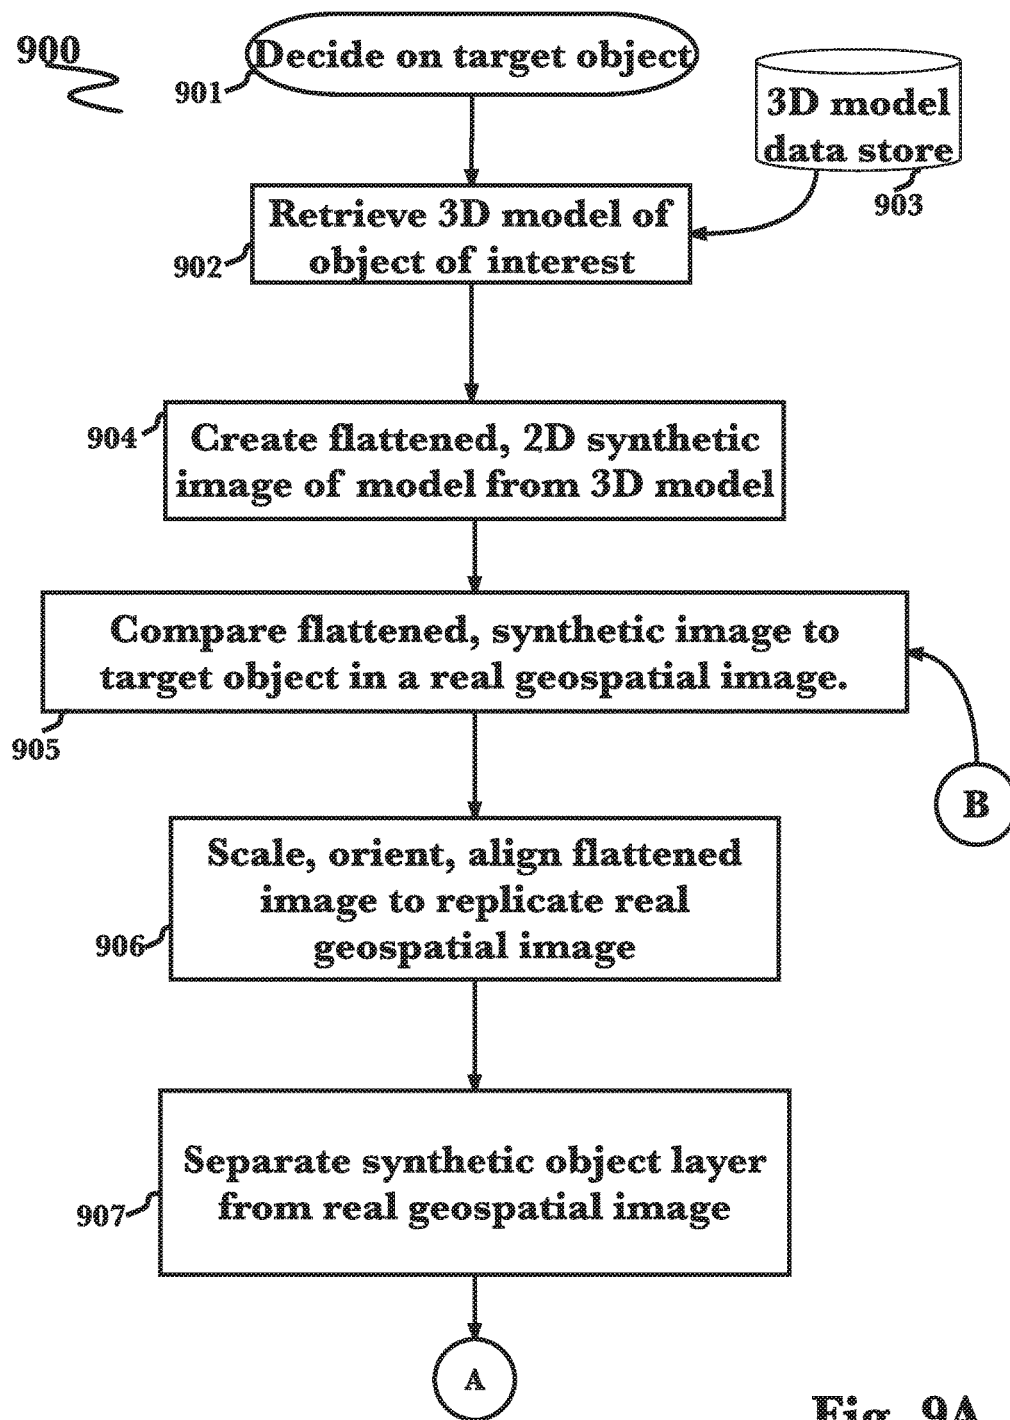 900
Decide on target object
901
3D model
data store
903
Retrieve 3D model of
object of interest
902
904
Create flattened, 2D synthetic
image of model from 3D model
Compare flattened, synthetic image to
target object in a real geospatial image.
905
B
Scale, orient, align flattened
image to replicate real
geospatial image
906
Separate synthetic object layer
from real geospatial image
907
A
Fig. 9A